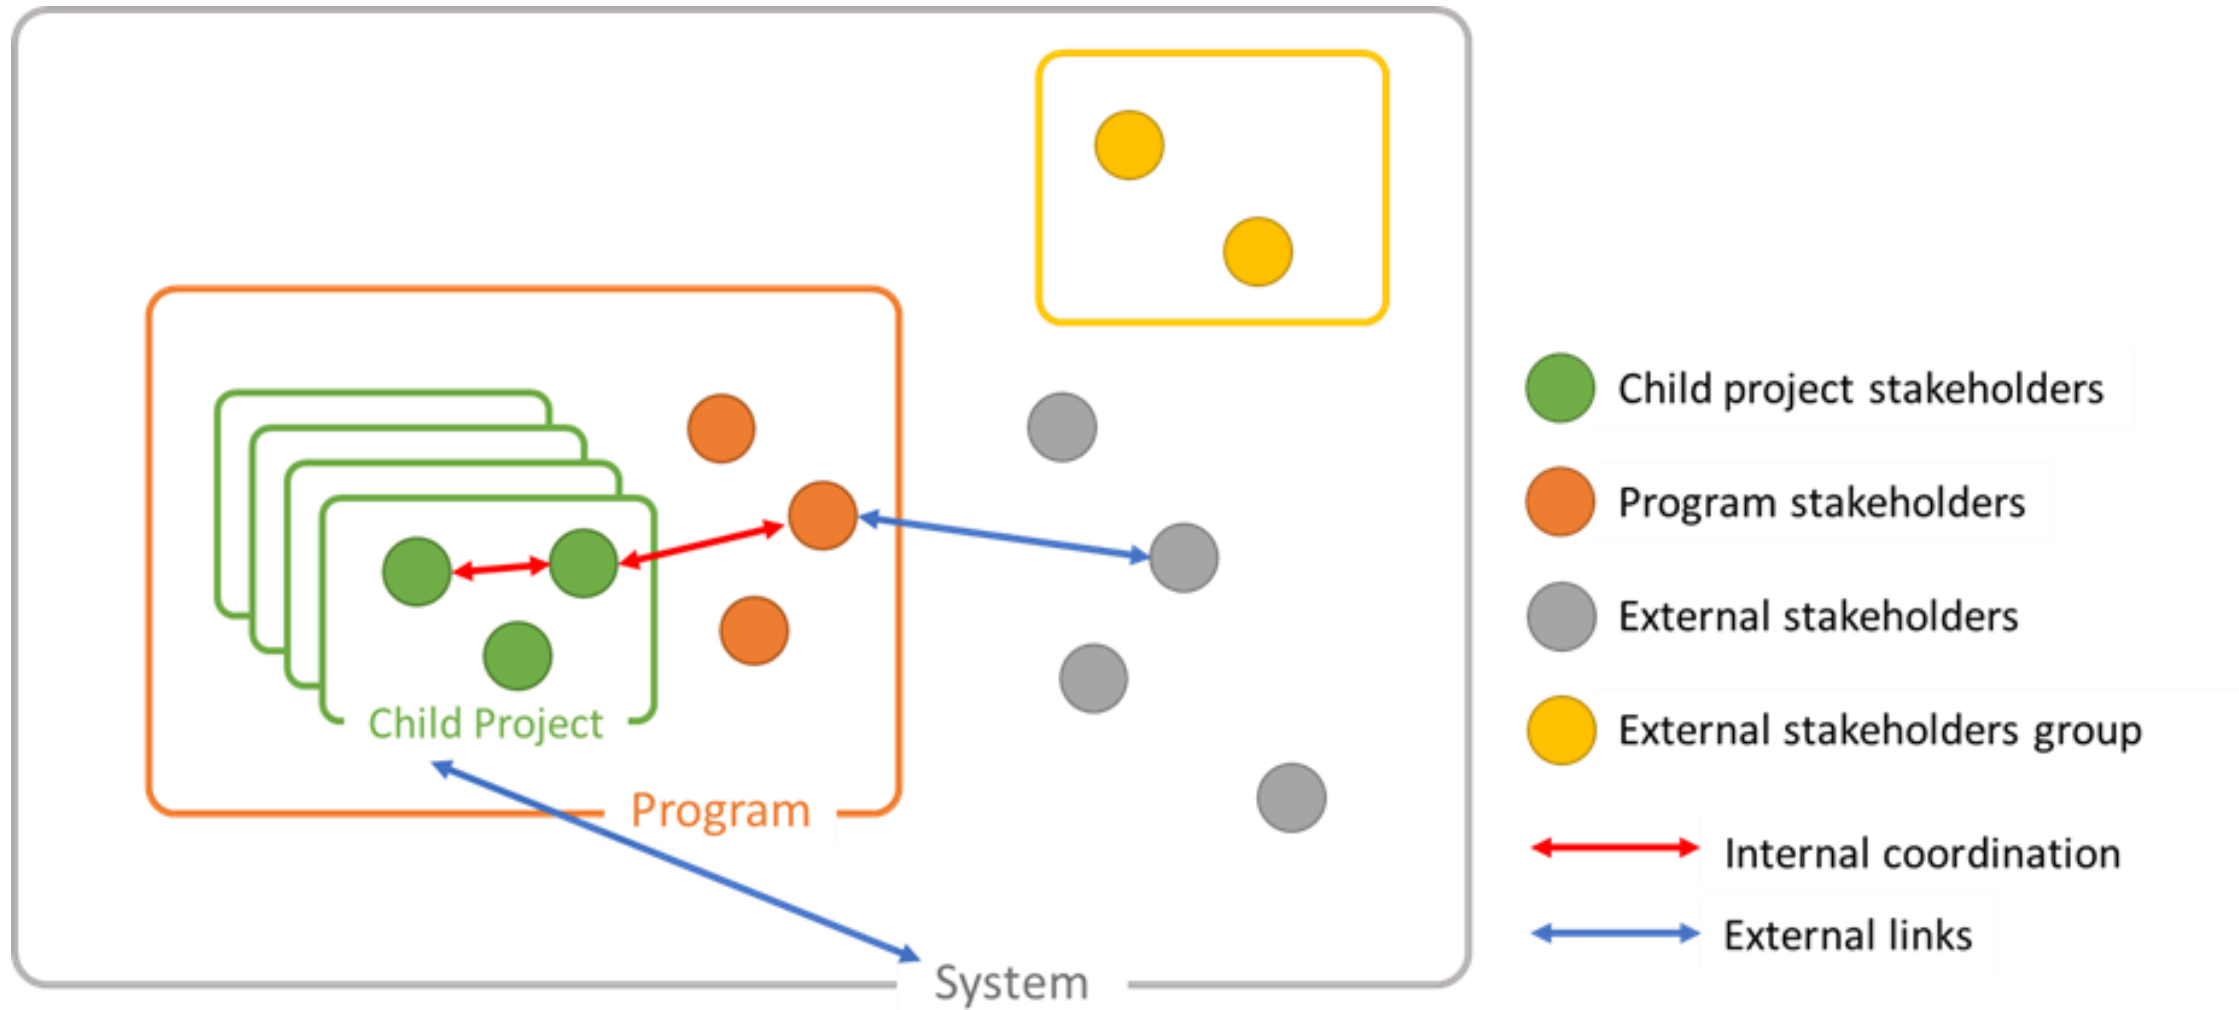 Child project stakeholders
Program stakeholders
External stakeholders
External stakeholders group
Internal coordination
External links
Child Project
Program
System